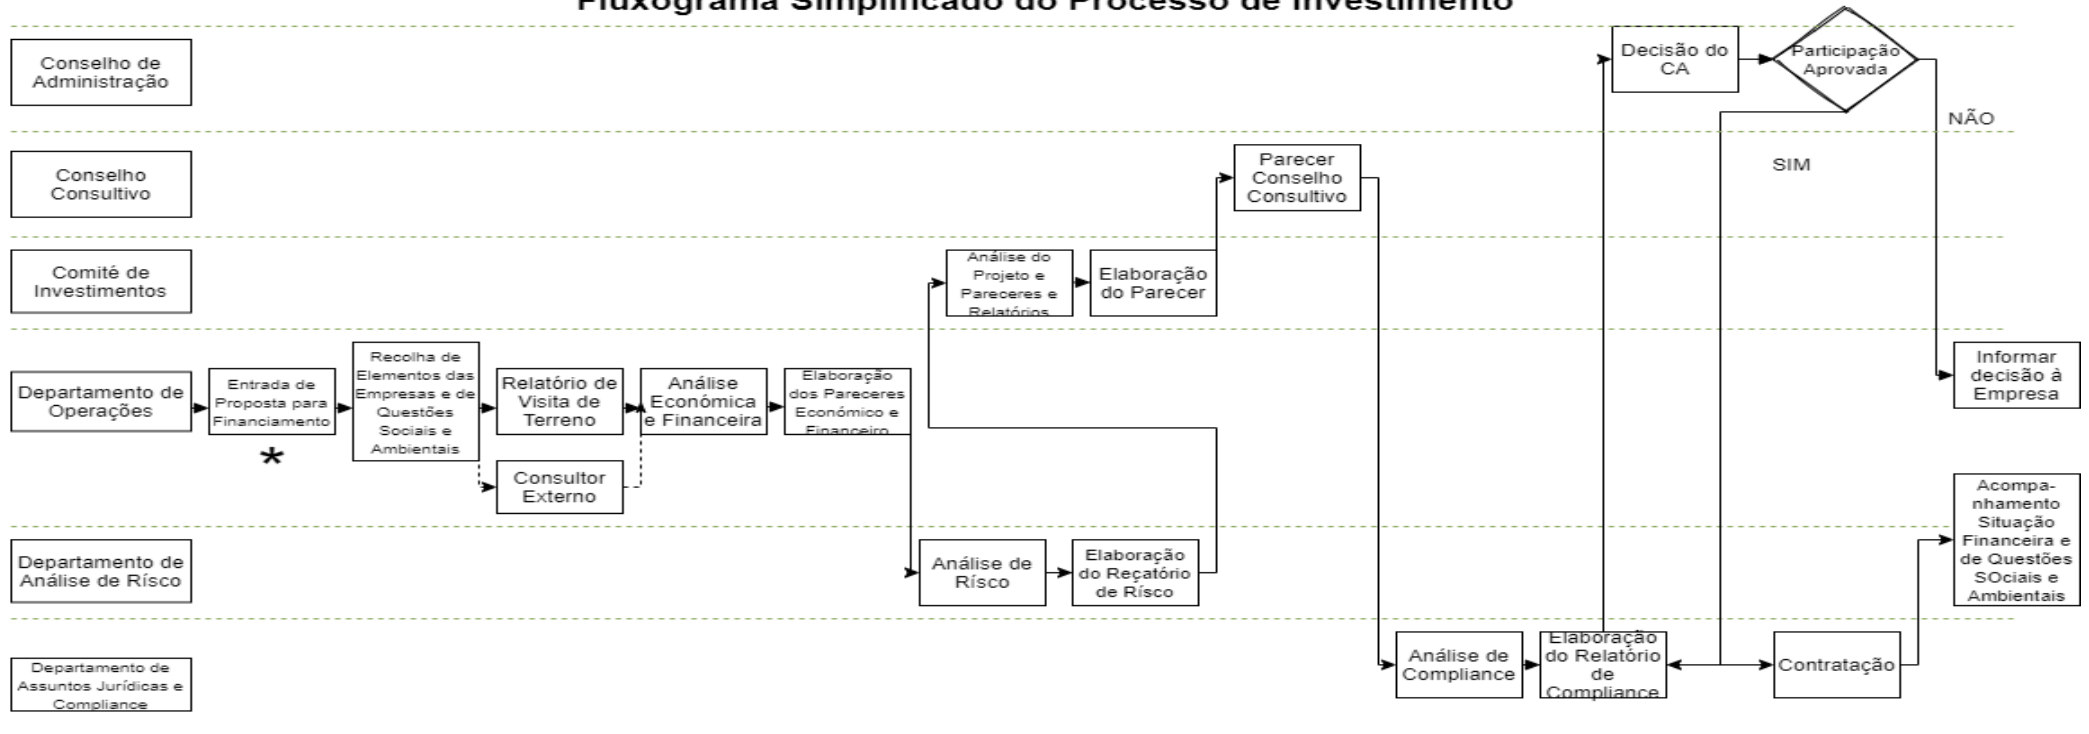 Fluxograma Simplificado do Processo de Investimento
Conselho de
Administração
Decisão do
CA
Participação
Aprovada
NÃO
SIM
Conselho
Consultivo
Parecer
Conselho
Consultivo
Comité de
Investimentos
Análise do
Projeto e
Pareceres e
Relatórios
Elaboração
do Parecer
Departamento de
Operações
Entrada de
Proposta para
Financiamento
*
Recolha de
Elementos das
Empresas e de
Questões
Sociais e
Ambientais
Relatório de
Visita de
Terreno
Consultor
Externo
Análise
Económica
e Financeira
Elaboração
dos Pareceres
Económico e
Financeiro
Informar
decisão à
Empresa
Departamento de
Análise de Rísco
Análise de
Rísco
Elaboração
do Reçatório
de Rísco
Acompa-
nhamento
Situação
Financeira e
de Questões
SOciais e
Ambientais
Departamento de
Assuntos Jurídicas e
Compliance
Análise de
Compliance
Elaboração
do Relatório
de
Compliance
Contratação